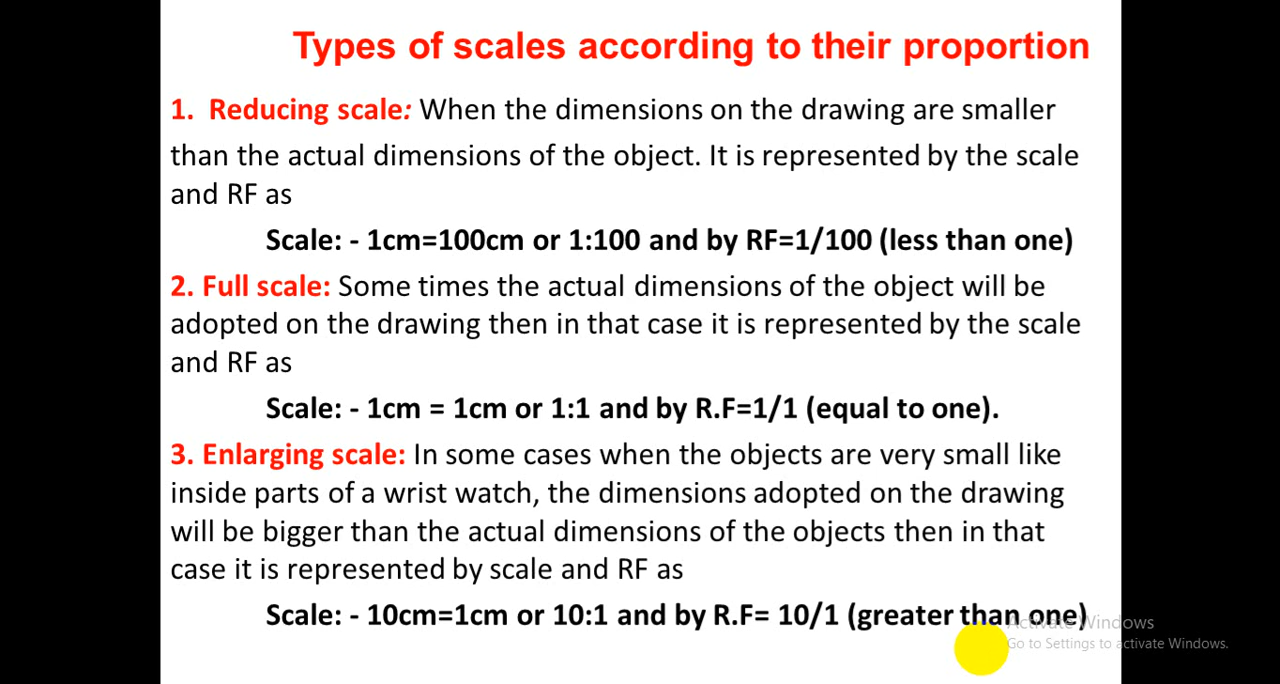 Types of scales according to their proportion
1. Reducing scale: When the dimensions on the drawing are smaller
than the actual dimensions of the object. It is represented by the scale
and RF as
Scale: - 1cm=100cm or 1:100 and by RF=1/100 (less than one)
2. Full scale: Some times the actual dimensions of the object will be
adopted on the drawing then in that case it is represented by the scale
and RF as
Scale: - 1cm = 1cm or 1:1 and by R.F=1/1 (equal to one).
3. Enlarging scale: In some cases when the objects are very small like
inside parts of a wrist watch, the dimensions adopted on the drawing
will be bigger than the actual dimensions of the objects then in that
case it is represented by scale and RF as
Scale: - 10cm=1cm or 10:1 and by R.F= 10/1 (greater than one)
Activate Windows
Go to Settings to activate Windows.